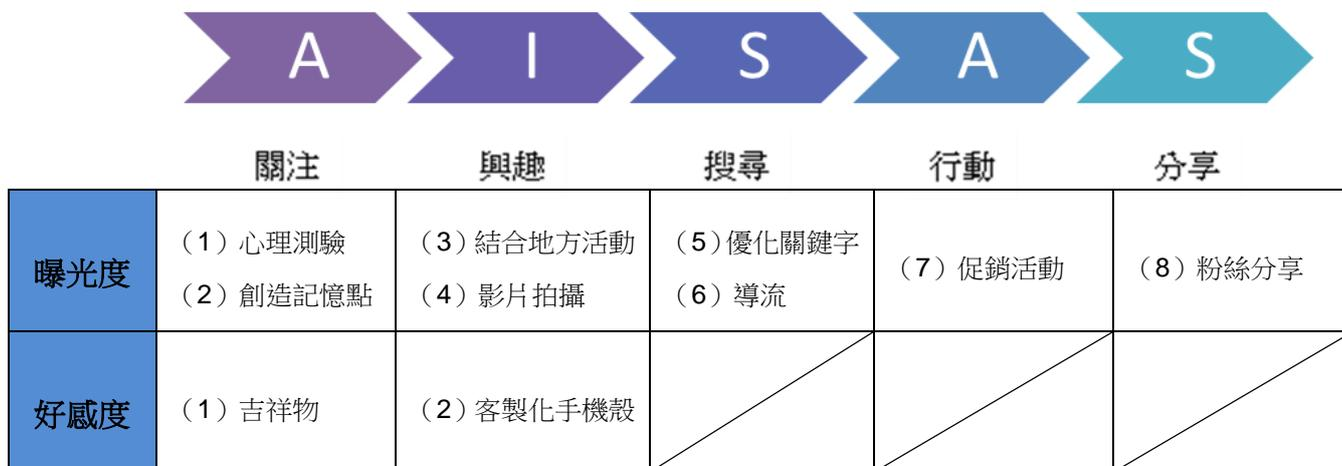 A I S A S
關注 興趣 搜尋 行動 分享
曝光度
（1）心理測驗
（2）創造記憶點
（3）結合地方活動
（4）影片拍攝
（5）優化關鍵字
（6）導流
（7）促銷活動
（8）粉絲分享
好感度
（1）吉祥物
（2）客製化手機殼